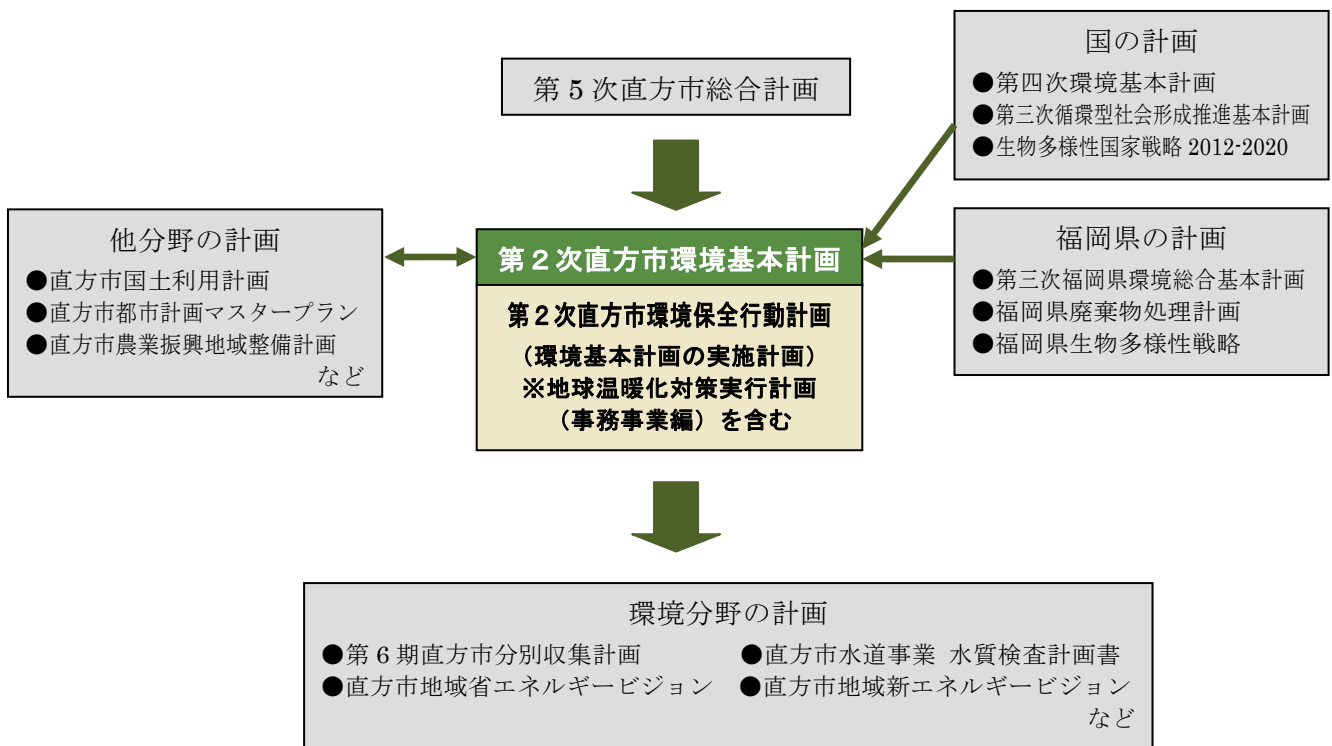 第5次直方市総合計画
国の計画
●第四次環境基本計画
●第三次循環型社会形成推進基本計画
●生物多様性国家戦略 2012-2020
他分野の計画
●直方市国土利用計画
●直方市都市計画マスタープラン
●直方市農業振興地域整備計画
など
第2次直方市環境基本計画
第2次直方市環境保全行動計画
(環境基本計画の実施計画)
※地球温暖化対策実行計画
(事務事業編)を含む
福岡県の計画
●第三次福岡県環境総合基本計画
●福岡県廃棄物処理計画
●福岡県生物多様性戦略
環境分野の計画
●第6期直方市分別収集計画 ●直方市水道事業 水質検査計画書
●直方市地域省エネルギービジョン ●直方市地域新エネルギービジョン
など